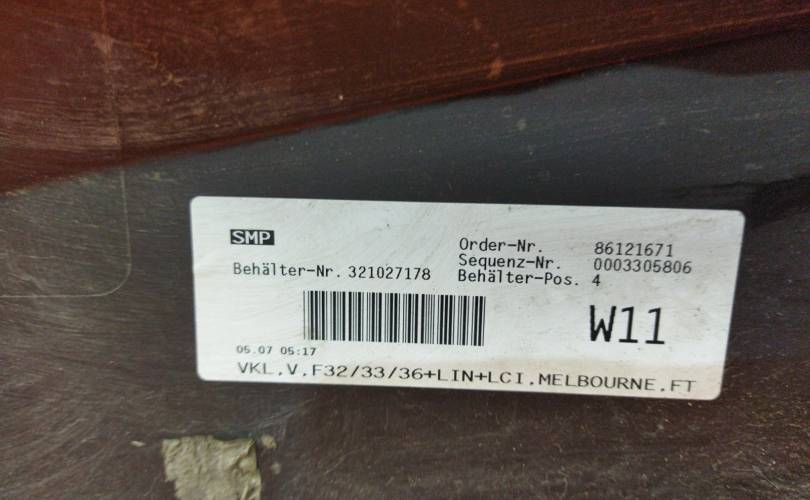 SMP
Behälter-Nr. 321027178
Order-Nr. 86121671
Sequenz-Nr. 0003305806
Behälter-Pos. 4
W11
05.07 05:17
VKL.V.F32/33/36+LIN+LCI.MELBOURNE.FT